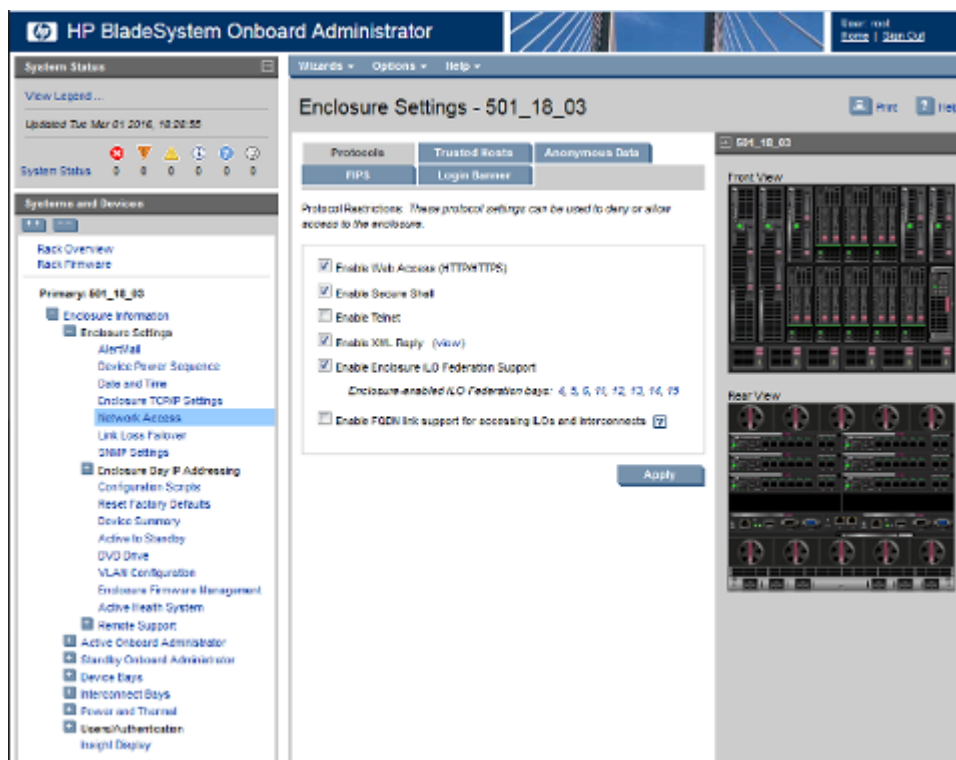 HP BladeSystem Onboard Administrator
User: root
Home | Sign Out
System Status
View Legend ...
Updated Tue Mar 01 2016, 18:28:55
System Status 0 0 0 0 0 0
Systems and Devices
Rack Overview
Rack Firmware
Primary: 501_18_03
Enclosure Information
Enclosure Settings
AlertMail
Device Power Sequence
Date and Time
Enclosure TCP/IP Settings
Network Access
Link Loss Failover
SNMP Settings
Enclosure Bay IP Addressing
Configuration Scripts
Reset Factory Defaults
Device Summary
Active to Standby
DVD Drive
VLAN Configuration
Enclosure Firmware Management
Active Health System
Remote Support
Active Onboard Administrator
Standby Onboard Administrator
Device Bays
Interconnect Bays
Power and Thermal
Users/Authentication
Insight Display
Wizards Options Help
Enclosure Settings - 501_18_03
Print
Protocols Trusted Hosts Anonymous Data
FIPS Login Banner
Protocol Restrictions: These protocol settings can be used to deny or allow
access to the enclosure.
Enable Web Access (HTTP/HTTPS)
Enable Secure Shell
Enable Telnet
Enable XML Reply (view)
Enable Enclosure iLO Federation Support
Enclosure-enabled iLO Federation bays: 4, 5, 6, 11, 12, 13, 14, 15
Enable FQDN link support for accessing iLOs and interconnects ?
Apply
501_18_03
Front View
Rear View